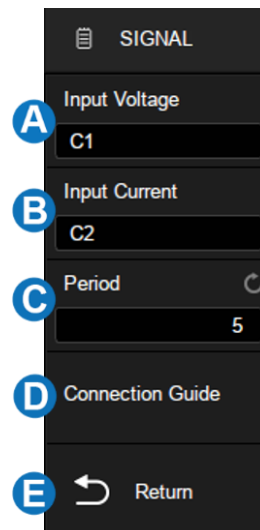 SIGNAL
A
Input Voltage
C1
B
Input Current
C2
C
Period
5
D
Connection Guide
E
Return